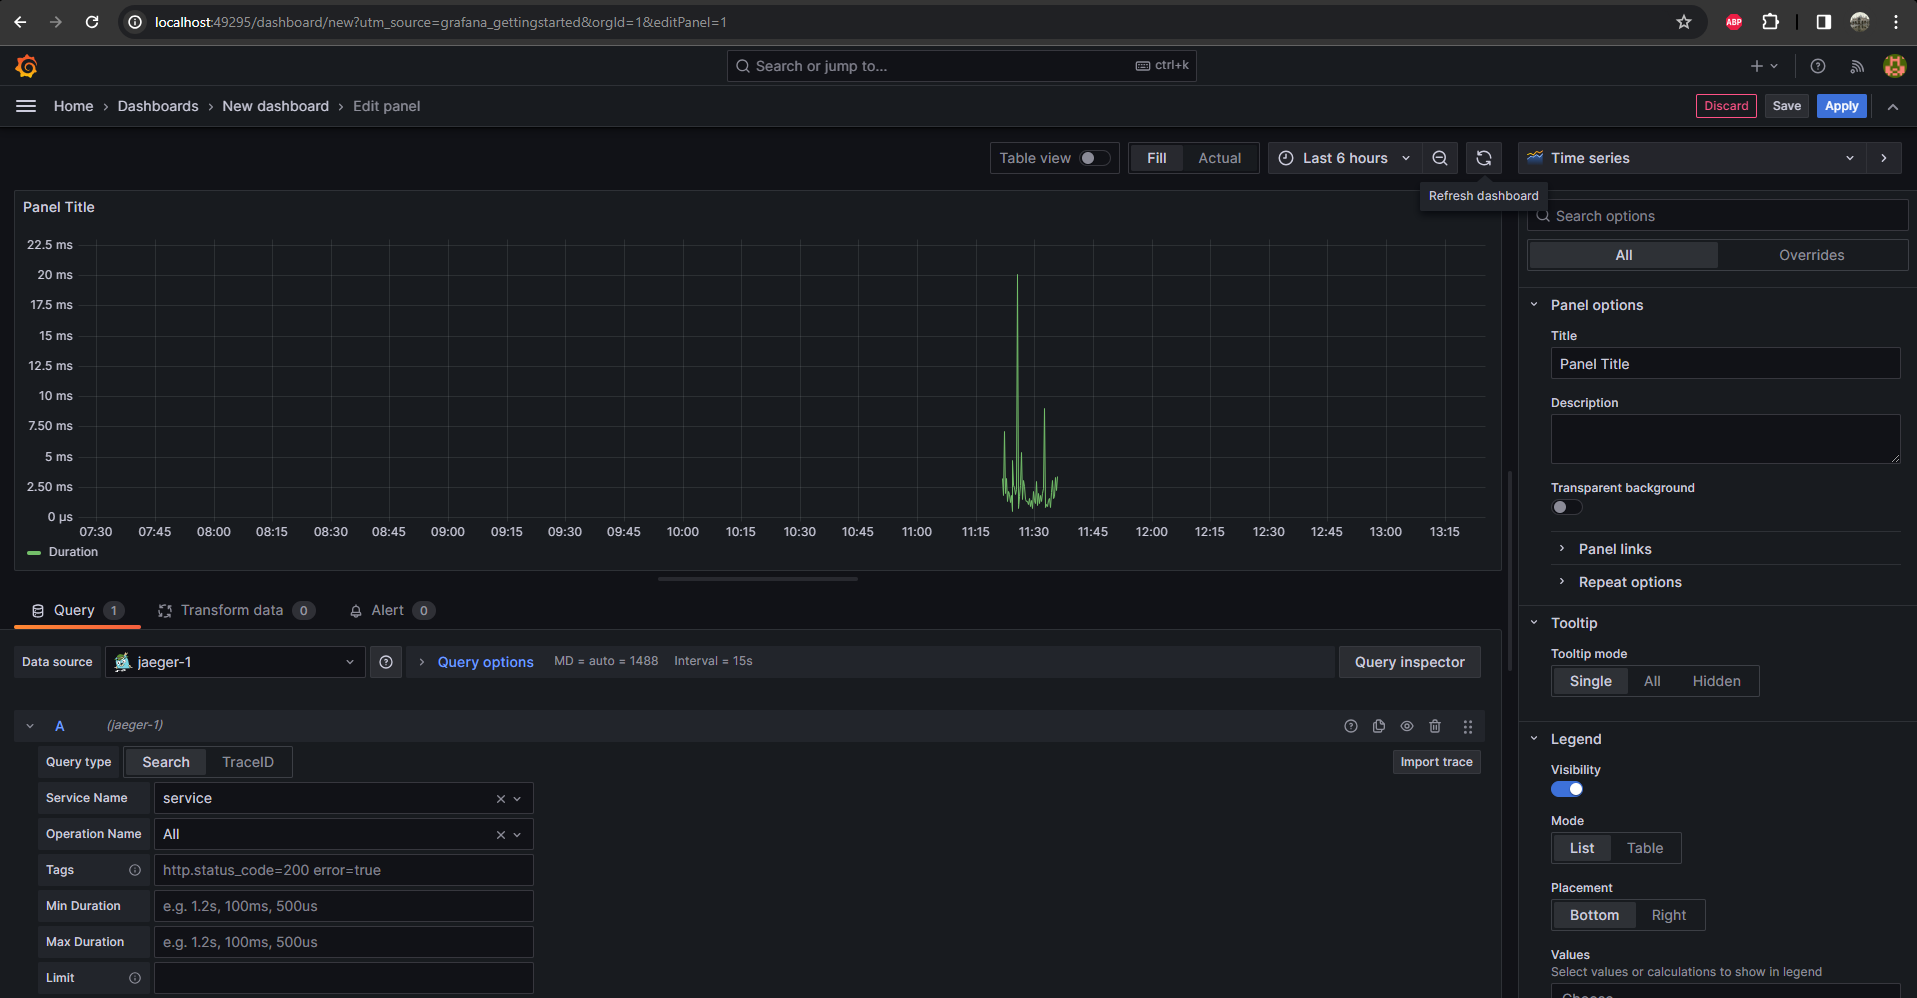 localhost:49295/dashboard/new?utm_source=grafana_gettingstarted&orgId=1&editPanel=1
ABP
Search or jump to...
ctrl+k
Home › Dashboards › New dashboard › Edit panel
Discard
Save
Apply
Table view
Fill
Actual
Last 6 hours
Time series
Refresh dashboard
Panel Title
22.5 ms
20 ms
17.5 ms
15 ms
12.5 ms
10 ms
7.50 ms
5 ms
2.50 ms
0 µs
07:30 07:45 08:00 08:15 08:30 08:45 09:00 09:15 09:30 09:45 10:00 10:15 10:30 10:45 11:00 11:15 11:30 11:45 12:00 12:15 12:30 12:45 13:00 13:15
Duration
Query 1
Transform data 0
Alert 0
Data source
jaeger-1
Query options
MD = auto = 1488
Interval = 15s
Query inspector
A
(jaeger-1)
Query type
Search
TraceID
Import trace
Service Name
service
Operation Name
All
Tags
http.status_code=200 error=true
Min Duration
e.g. 1.2s, 100ms, 500us
Max Duration
e.g. 1.2s, 100ms, 500us
Limit
Search options
All
Overrides
Panel options
Title
Panel Title
Description
Transparent background
Panel links
Repeat options
Tooltip
Tooltip mode
Single
All
Hidden
Legend
Visibility
Mode
List
Table
Placement
Bottom
Right
Values
Select values or calculations to show in legend